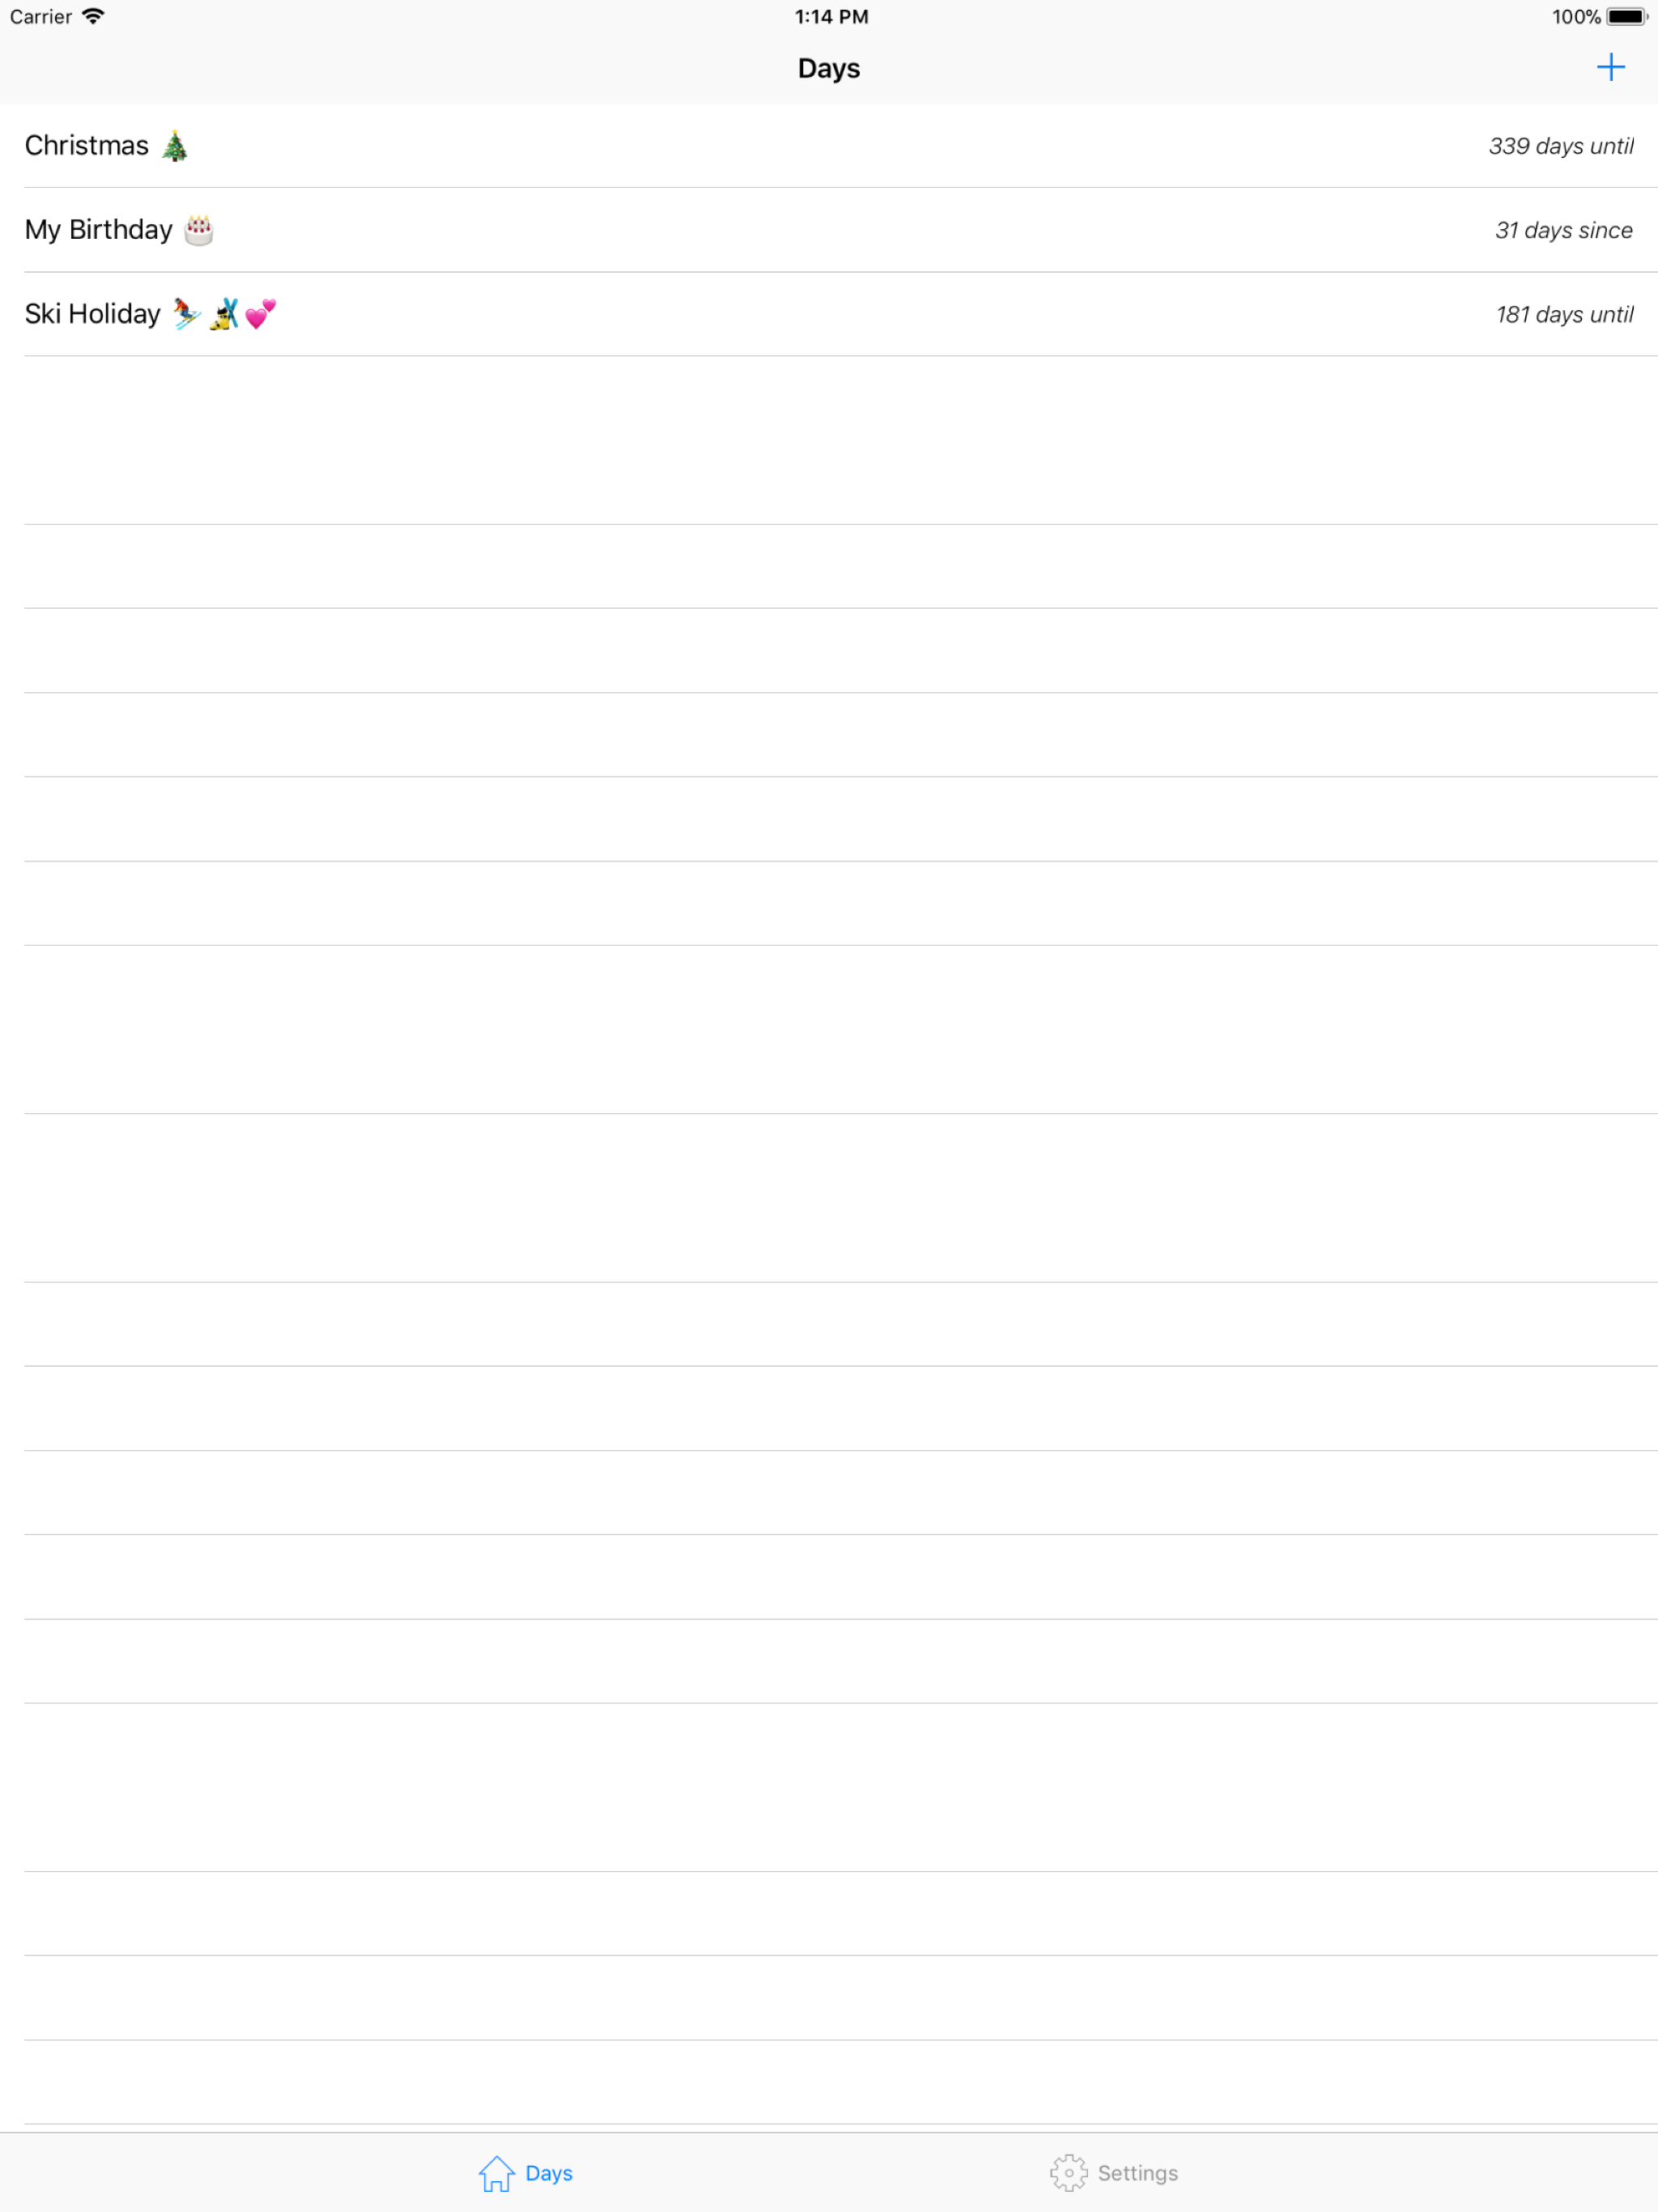 Carrier 1:14 PM 100%
Days
Christmas 🎄 339 days until
My Birthday 🎂 31 days since
Ski Holiday ⛷🎿💕 181 days until
Days Settings